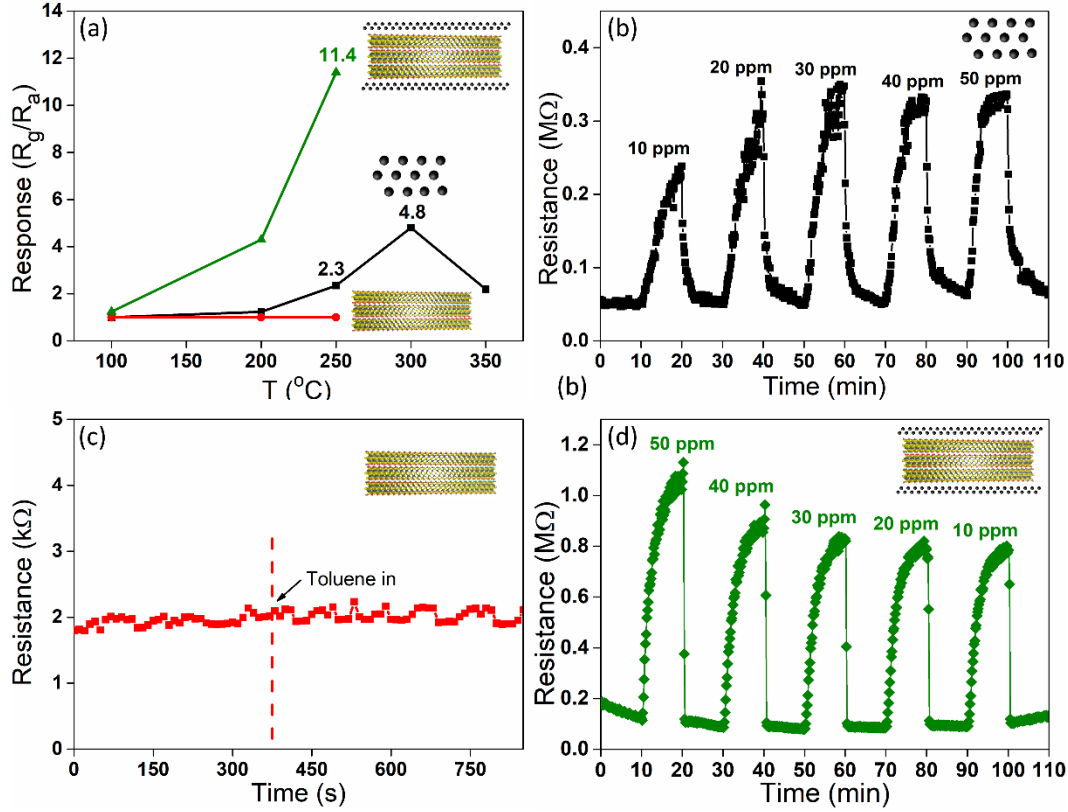 (a)
14
12
10
8
6
4
2
0
Response (Rg/Ra)
11.4
4.8
2.3
100 150 200 250 300 350
T (°C)
(b)
0.4
0.3
0.2
0.1
0.0
Resistance (MΩ)
10 ppm 20 ppm 30 ppm 40 ppm 50 ppm
0 10 20 30 40 50 60 70 80 90 100 110
Time (min)
(b)
(c)
5
4
3
2
1
0
Resistance (kΩ)
Toluene in
0 150 300 450 600 750
Time (s)
(d)
1.2
1.0
0.8
0.6
0.4
0.2
0.0
Resistance (MΩ)
50 ppm 40 ppm 30 ppm 20 ppm 10 ppm
0 10 20 30 40 50 60 70 80 90 100 110
Time (min)